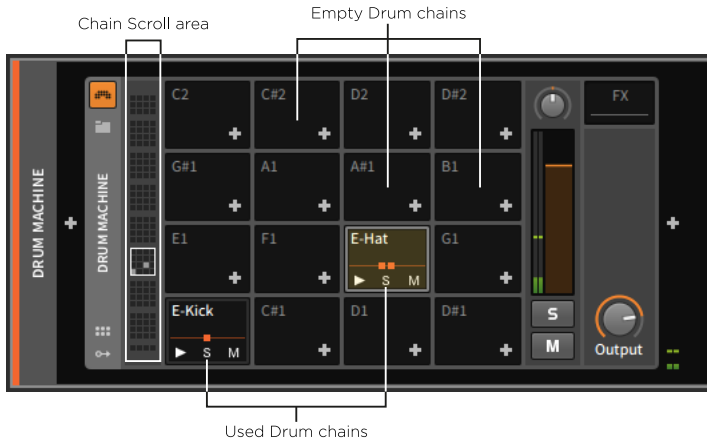 Empty Drum chains
Chain Scroll area
DRUM MACHINE
DRUM MACHINE
C2
C#2
D2
D#2
FX
G#1
A1
A#1
B1
E1
F1
E-Hat
S M
G1
E-Kick
S M
C#1
D1
D#1
S
M
Output
Used Drum chains